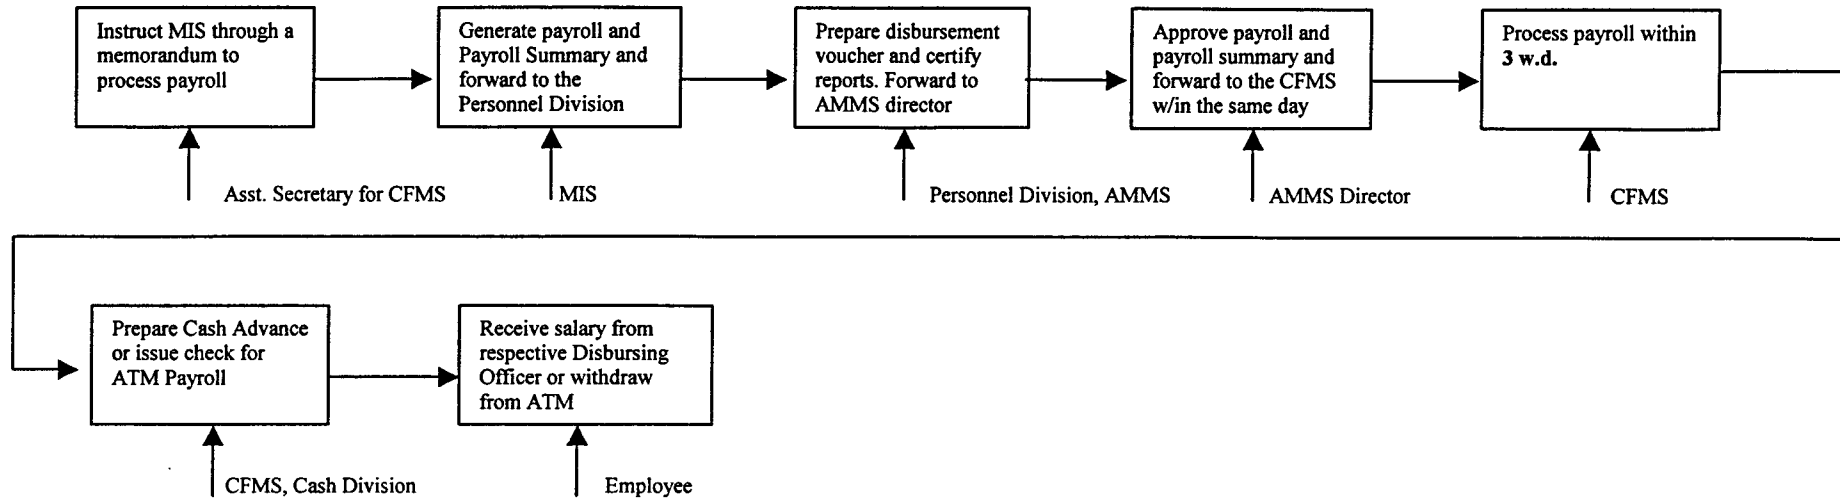 Instruct MIS through a
memorandum to
process payroll
Generate payroll and
Payroll Summary and
forward to the
Personnel Division
Prepare disbursement
voucher and certify
reports. Forward to
AMMS director
Approve payroll and
payroll summary and
forward to the CFMS
w/in the same day
Process payroll within
3 w.d.
Asst. Secretary for CFMS
MIS
Personnel Division, AMMS
AMMS Director
CFMS
Prepare Cash Advance
or issue check for
ATM Payroll
Receive salary from
respective Disbursing
Officer or withdraw
from ATM
CFMS, Cash Division
Employee